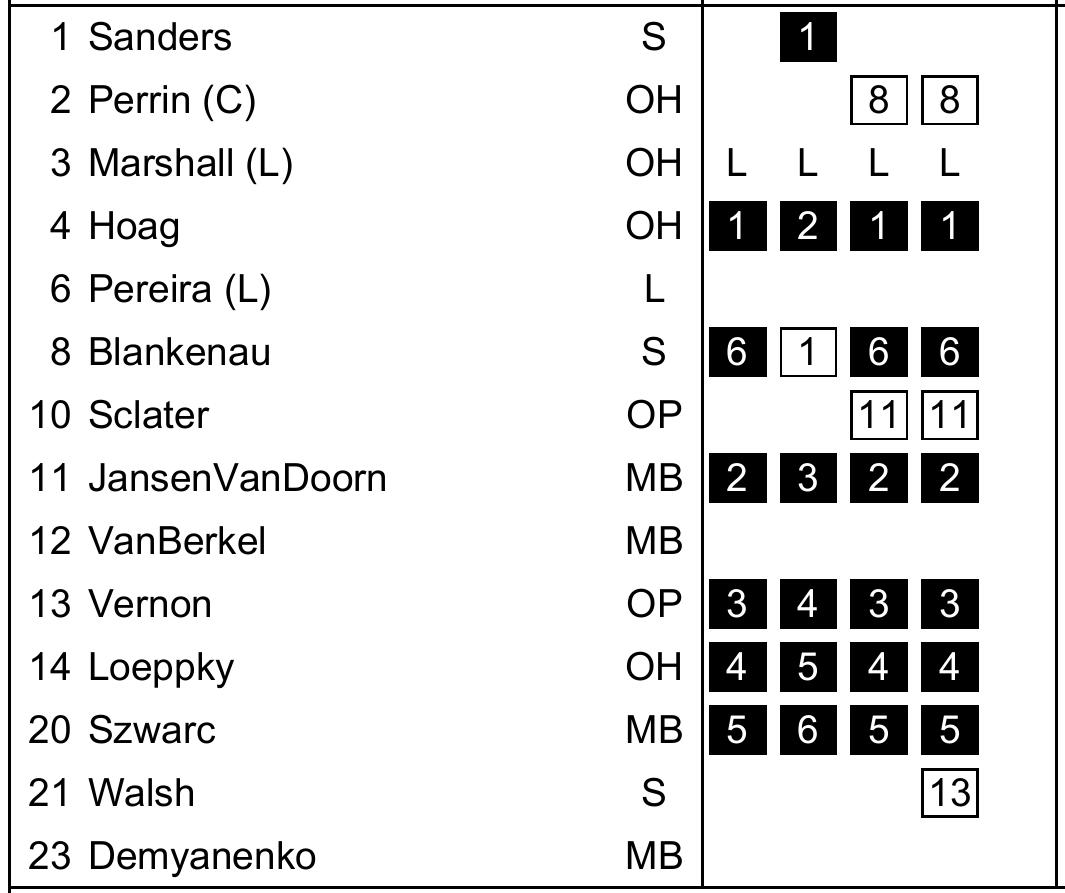 1 Sanders S 1
2 Perrin (C) OH 8 8
3 Marshall (L) OH L L L L
4 Hoag OH 1 2 1 1
6 Pereira (L) L
8 Blankenau S 6 1 6 6
10 Sclater OP 11 11
11 JansenVanDoorn MB 2 3 2 2
12 VanBerkel MB
13 Vernon OP 3 4 3 3
14 Loeppky OH 4 5 4 4
20 Szwarc MB 5 6 5 5
21 Walsh S 13
23 Demyanenko MB